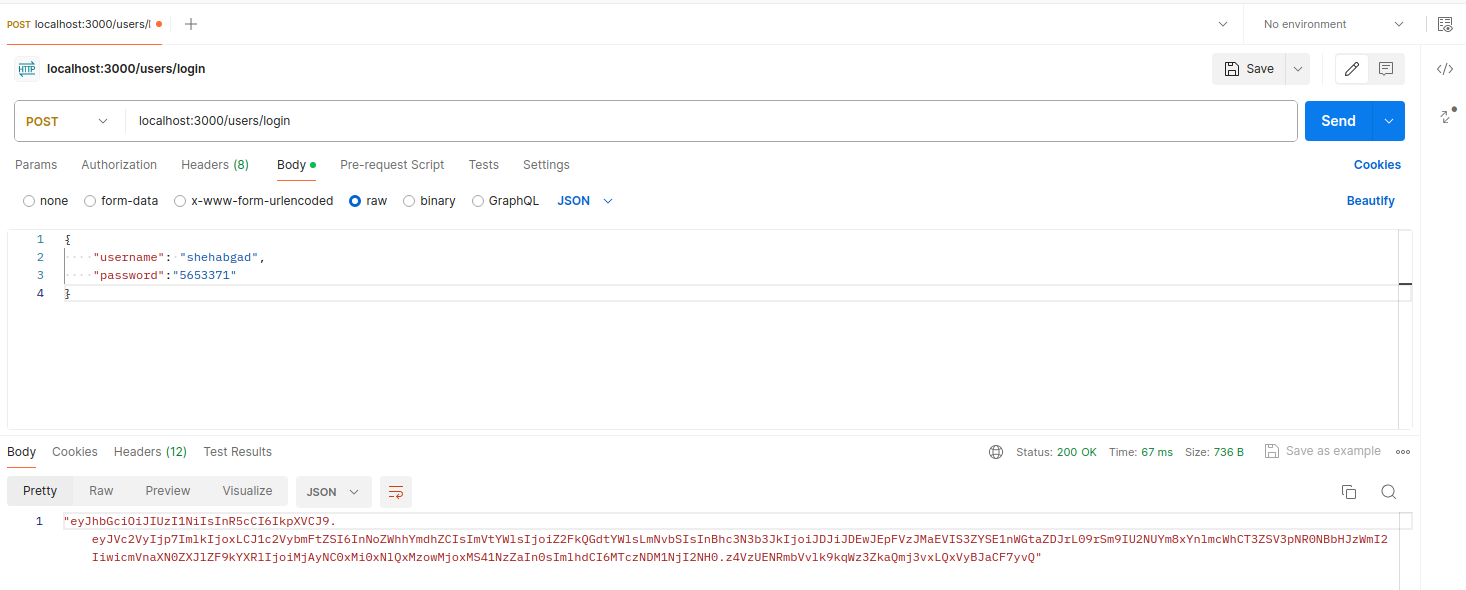 POST localhost:3000/users/l
No environment
HTTP localhost:3000/users/login
Save
POST localhost:3000/users/login
Send
Params Authorization Headers (8) Body Pre-request Script Tests Settings Cookies
none form-data x-www-form-urlencoded raw binary GraphQL JSON Beautify
1 {
2 "username": "shehabgad",
3 "password":"5653371"
4 }
Body Cookies Headers (12) Test Results Status: 200 OK Time: 67 ms Size: 736 B Save as example
Pretty Raw Preview Visualize JSON
1 "eyJhbGciOiJIUzI1NiIsInR5cCI6IkpXVCJ9.